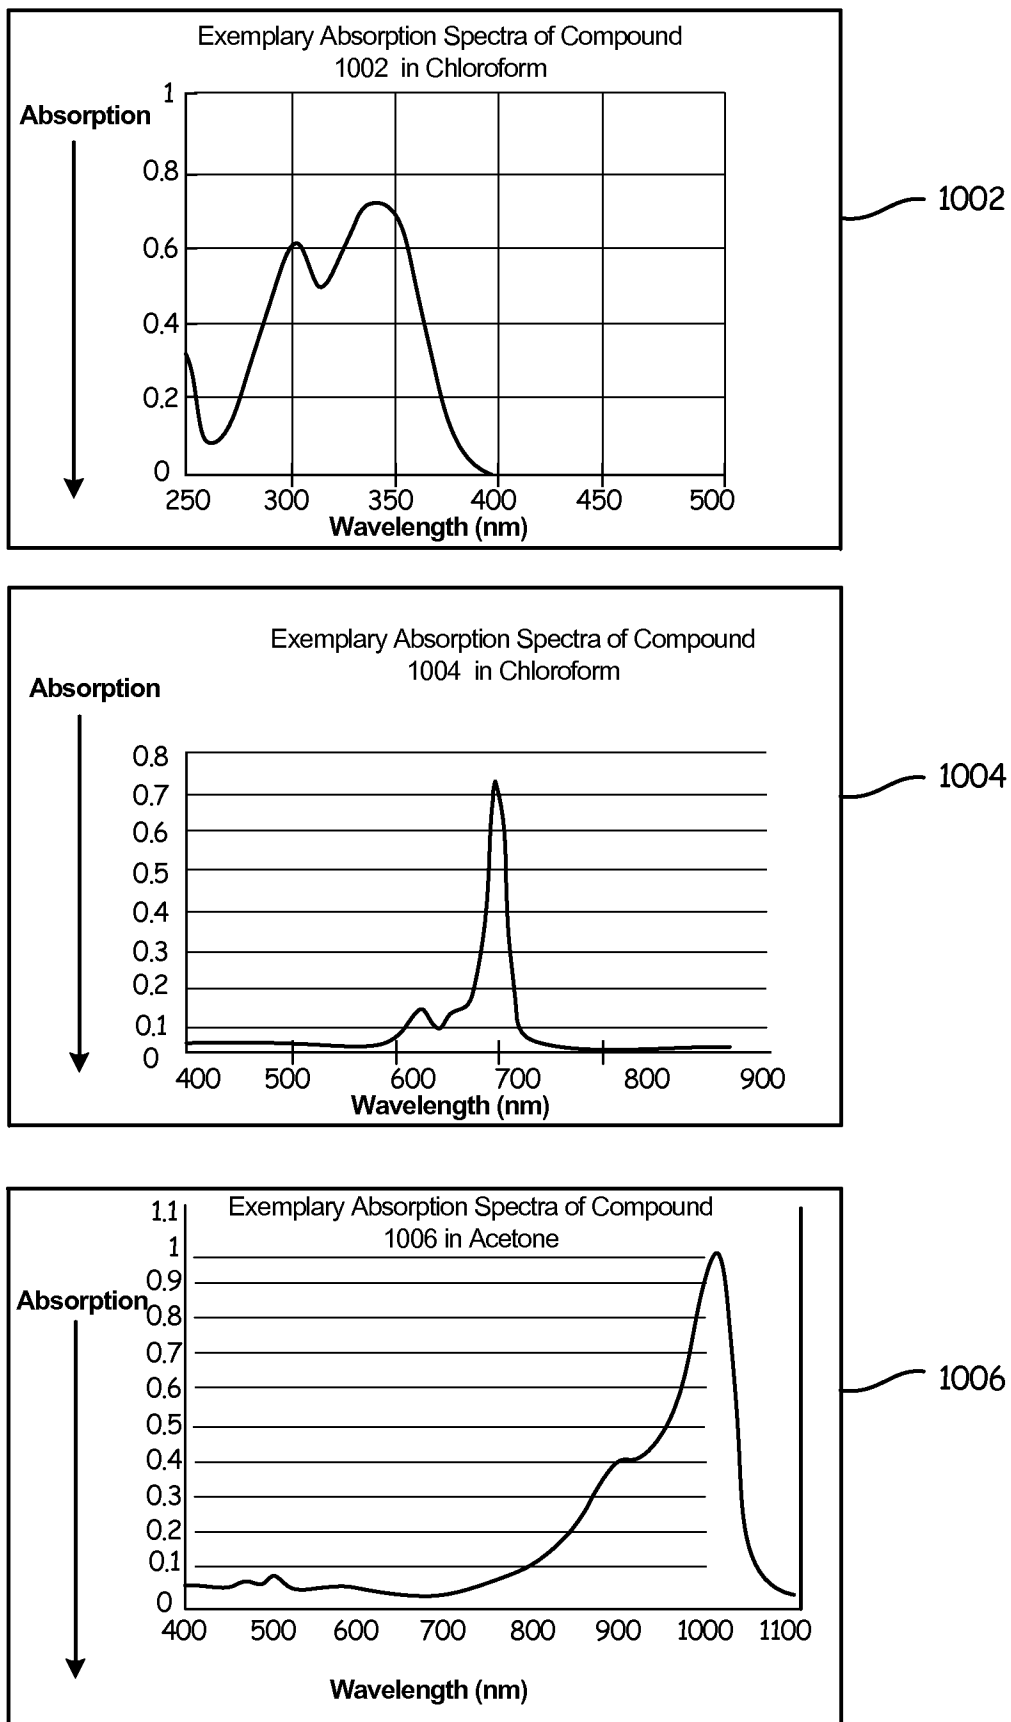 Exemplary Absorption Spectra of Compound
1002 in Chloroform
Absorption
1
0.8
0.6
0.4
0.2
0
250 300 350 400 450 500
Wavelength (nm)
1002
Exemplary Absorption Spectra of Compound
1004 in Chloroform
Absorption
0.8
0.7
0.6
0.5
0.4
0.3
0.2
0.1
0
400 500 600 700 800 900
Wavelength (nm)
1004
Exemplary Absorption Spectra of Compound
1006 in Acetone
Absorption
1.1
1
0.9
0.8
0.7
0.6
0.5
0.4
0.3
0.2
0.1
0
400 500 600 700 800 900 1000 1100
Wavelength (nm)
1006